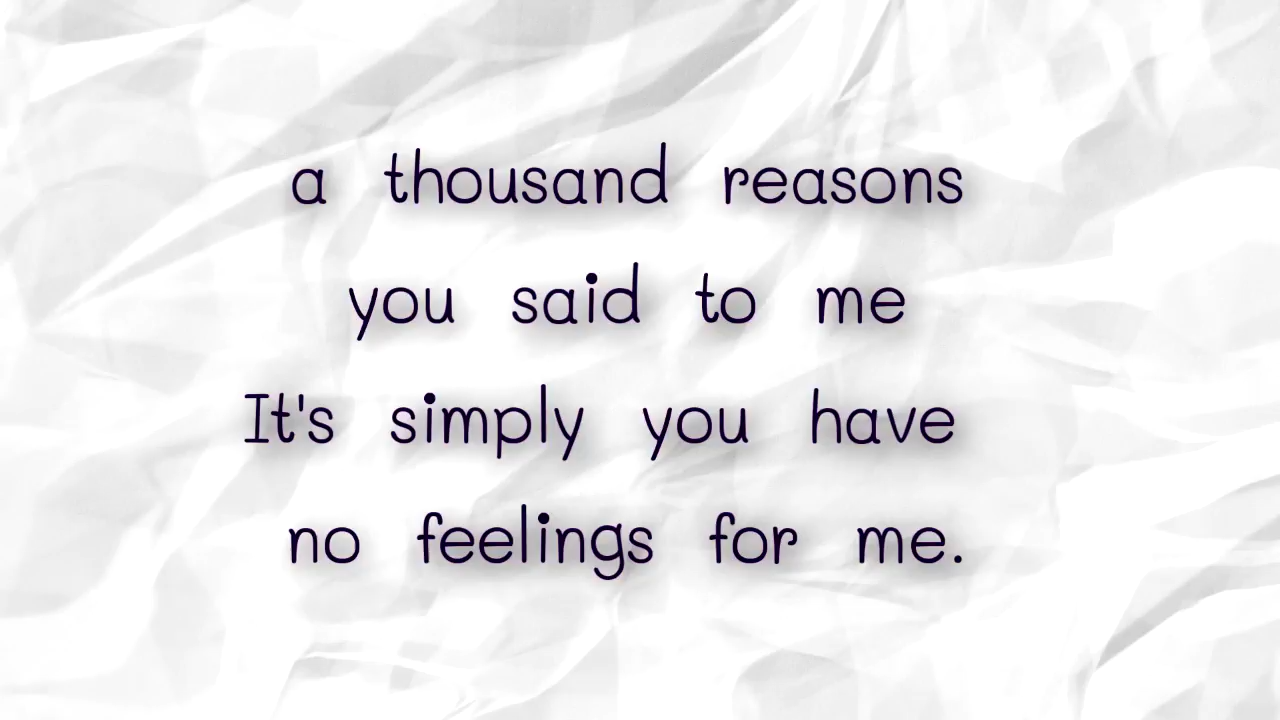 a thousand reasons
you said to me
It's simply you have
no feelings for me.